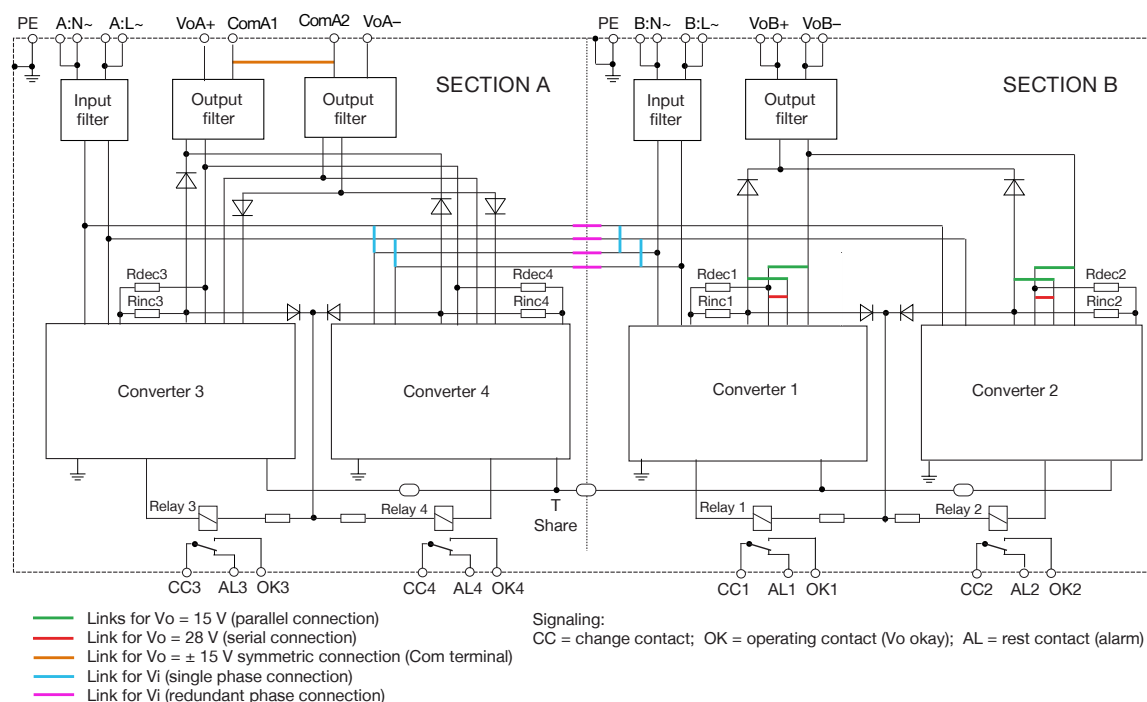 PE A:N~ A:L~ VoA+ ComA1 ComA2 VoA– PE B:N~ B:L~ VoB+ VoB–
SECTION A
SECTION B
Input filter
Output filter
Output filter
Input filter
Output filter
Rdec3
Rinc3
Rdec4
Rinc4
Rdec1
Rinc1
Rdec2
Rinc2
Converter 3
Converter 4
Converter 1
Converter 2
Relay 3
Relay 4
T
Share
Relay 1
Relay 2
CC3 AL3 OK3 CC4 AL4 OK4 CC1 AL1 OK1 CC2 AL2 OK2
Links for Vo = 15 V (parallel connection)
Link for Vo = 28 V (serial connection)
Link for Vo = ± 15 V symmetric connection (Com terminal)
Link for Vi (single phase connection)
Link for Vi (redundant phase connection)
Signaling:
CC = change contact; OK = operating contact (Vo okay); AL = rest contact (alarm)